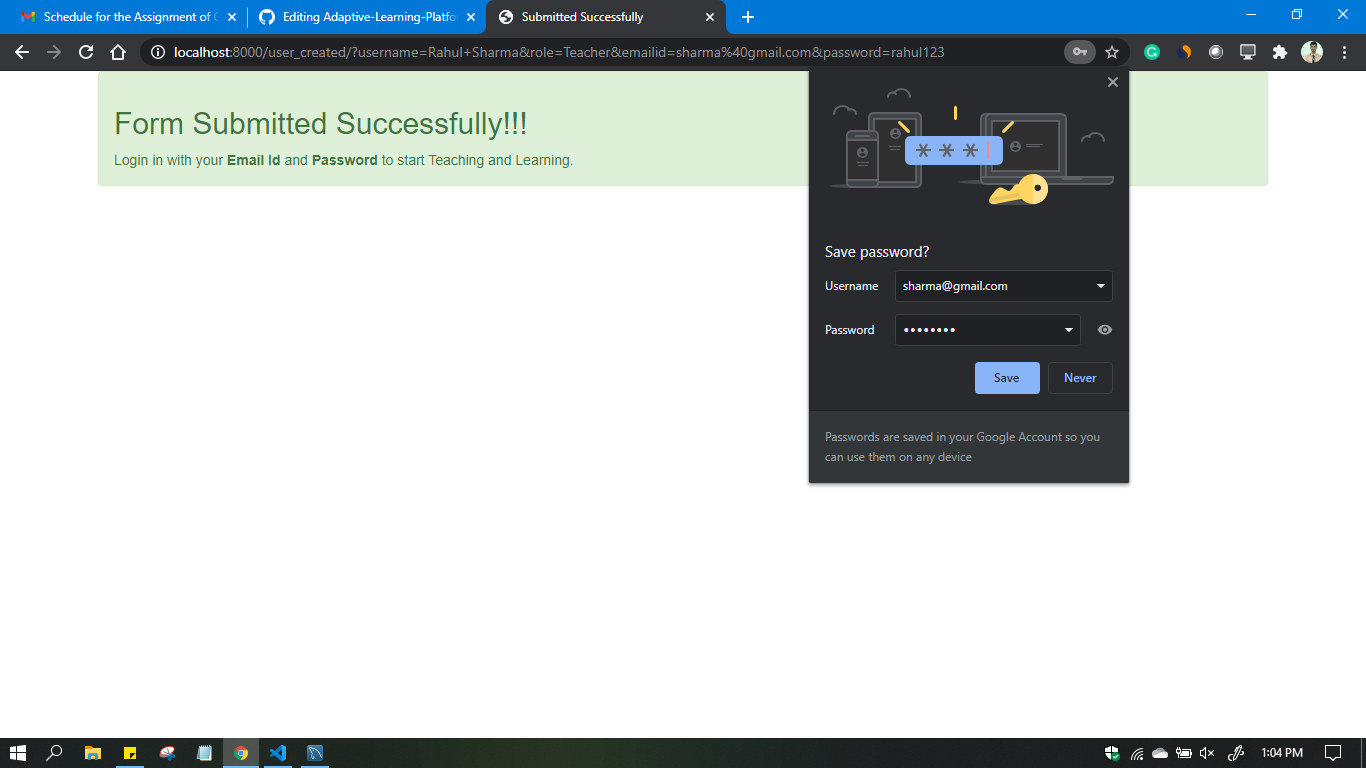 Schedule for the Assignment of
Editing Adaptive-Learning-Platfo
Submitted Successfully
localhost:8000/user_created/?username=Rahul+Sharma&role=Teacher&emailid=sharma%40gmail.com&password=rahul123
Form Submitted Successfully!!!
Login in with your Email Id and Password to start Teaching and Learning.
* * *
Save password?
Username sharma@gmail.com
Password ••••••••
Save Never
Passwords are saved in your Google Account so you
can use them on any device
1:04 PM